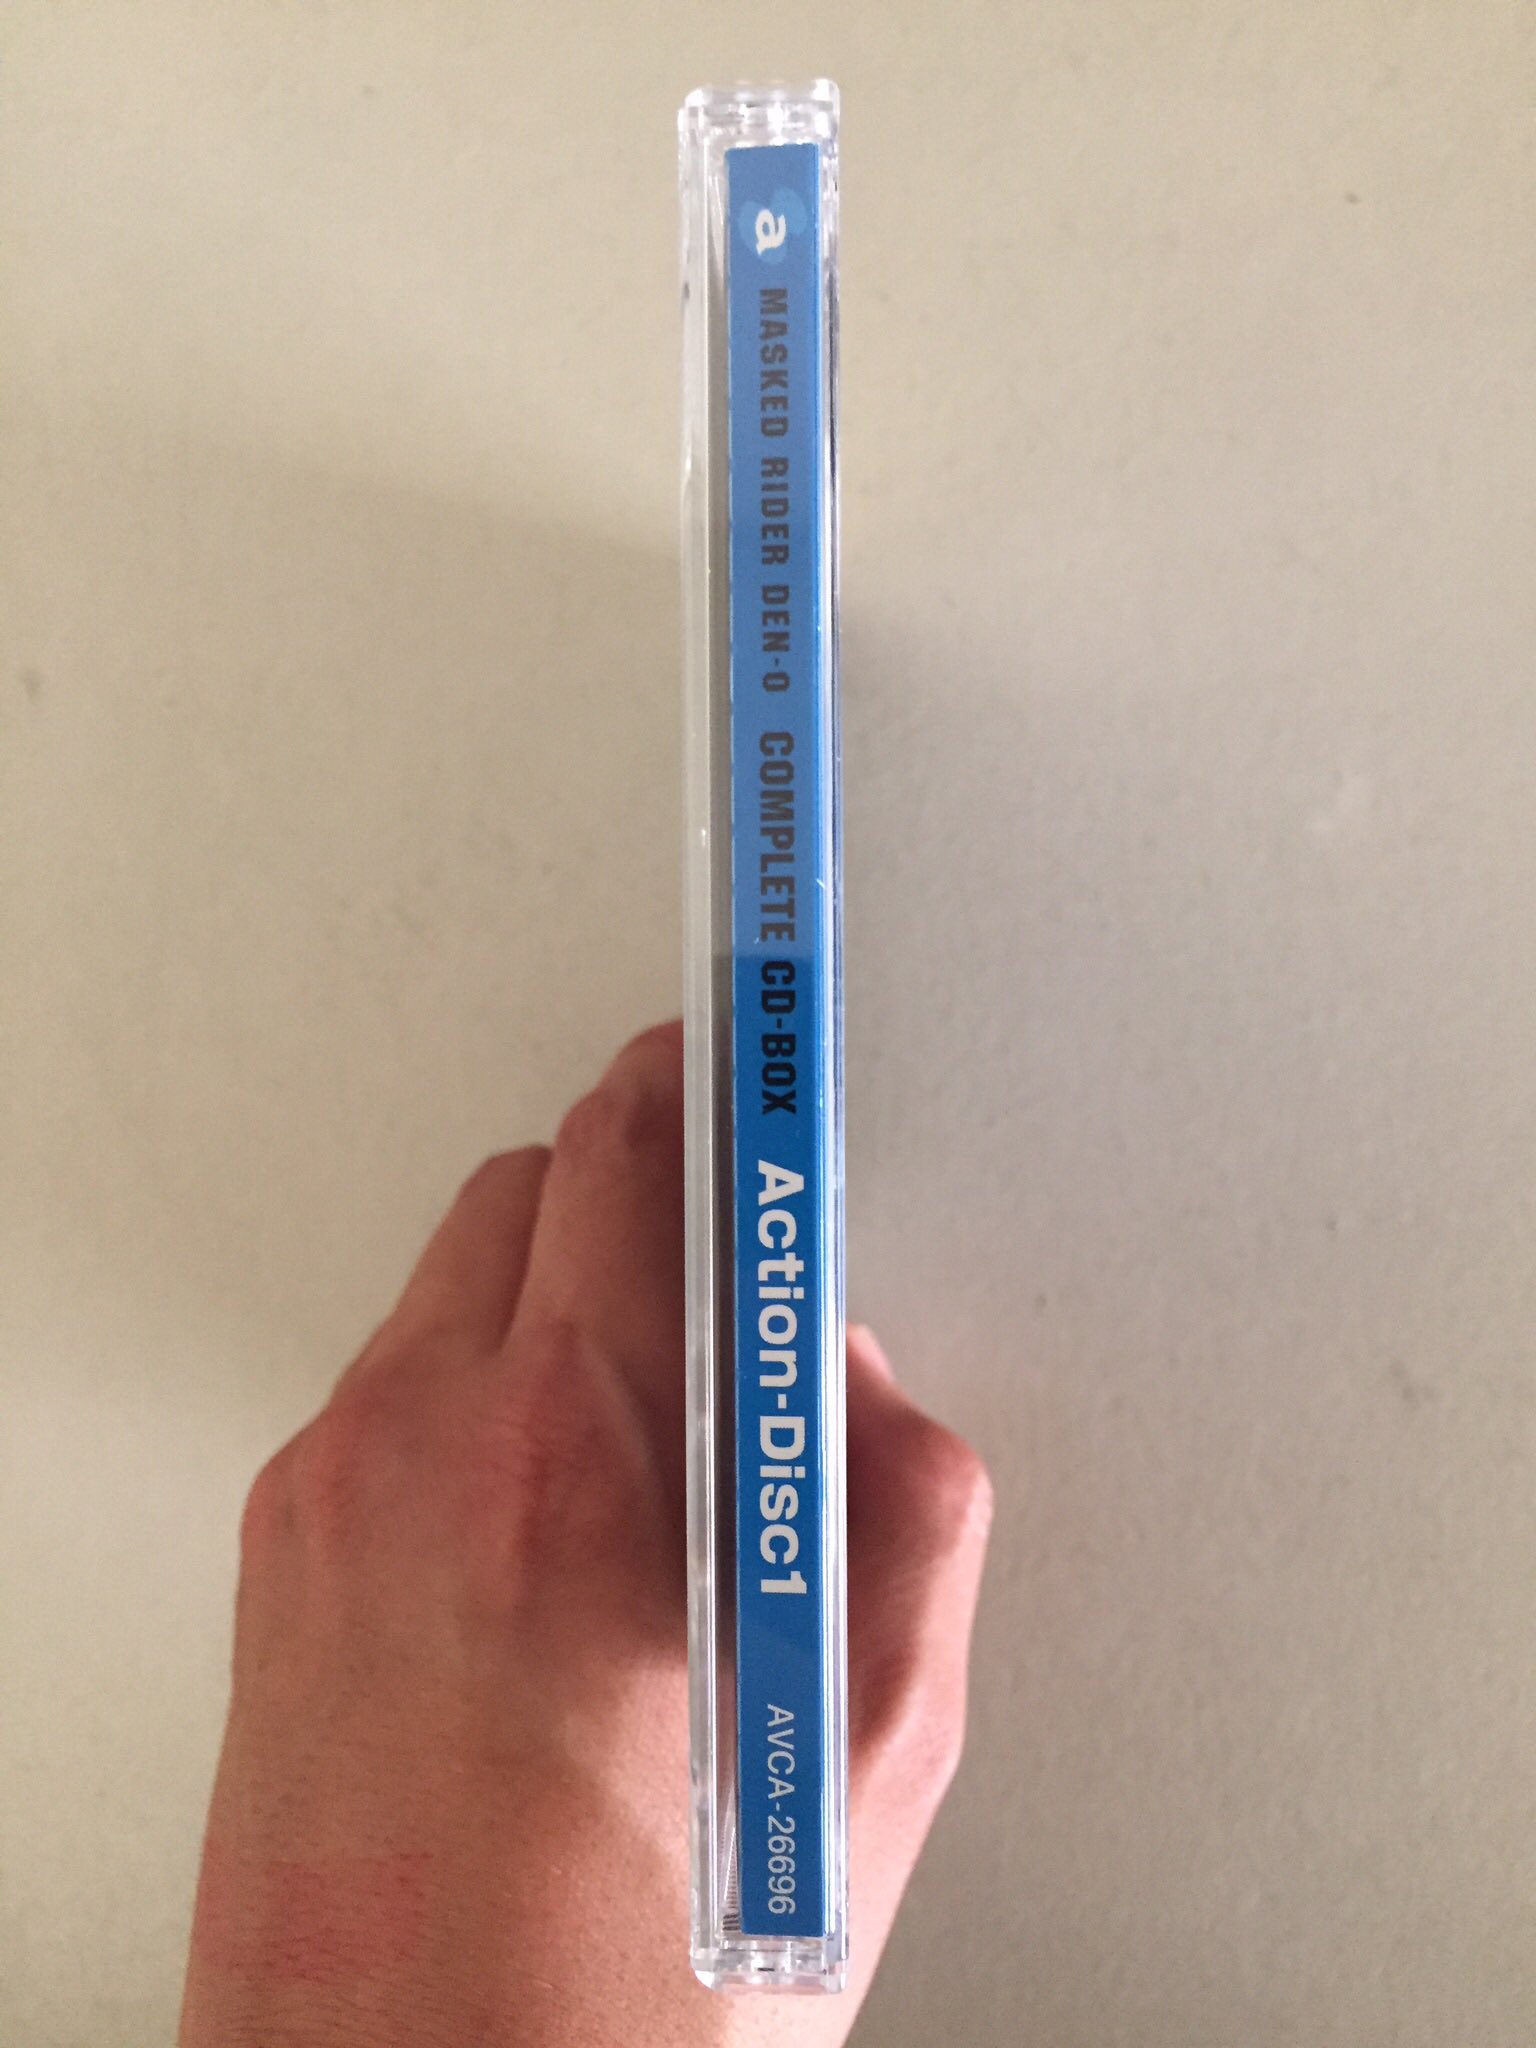 a MASKED RIDER DEN-O COMPLETE CD-BOX Action-Disc1 AVCA-26696